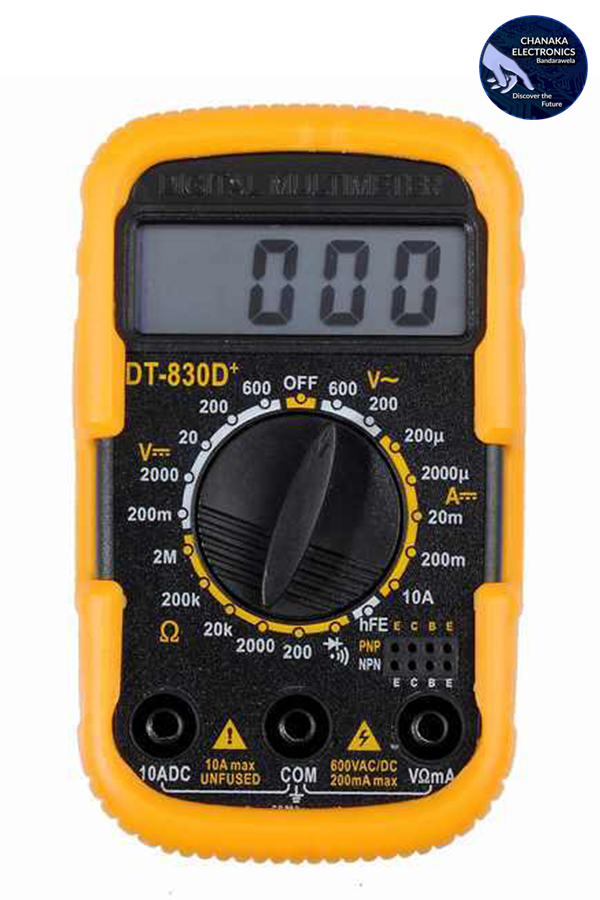 CHANAKA
ELECTRONICS
Bandarawela
Discover the
Future
DIGITAL MULTIMETER
000
DT-830D+
600 OFF 600 V~
200 200
20 200µ
V⎓ 2000µ
2000 A⎓
200m 20m
2M 200m
200k 10A
Ω 20k 2000 200 hFE E C B E
PNP
NPN
E C B E
10ADC 10A max UNFUSED COM 600VAC/DC 200mA max VΩmA